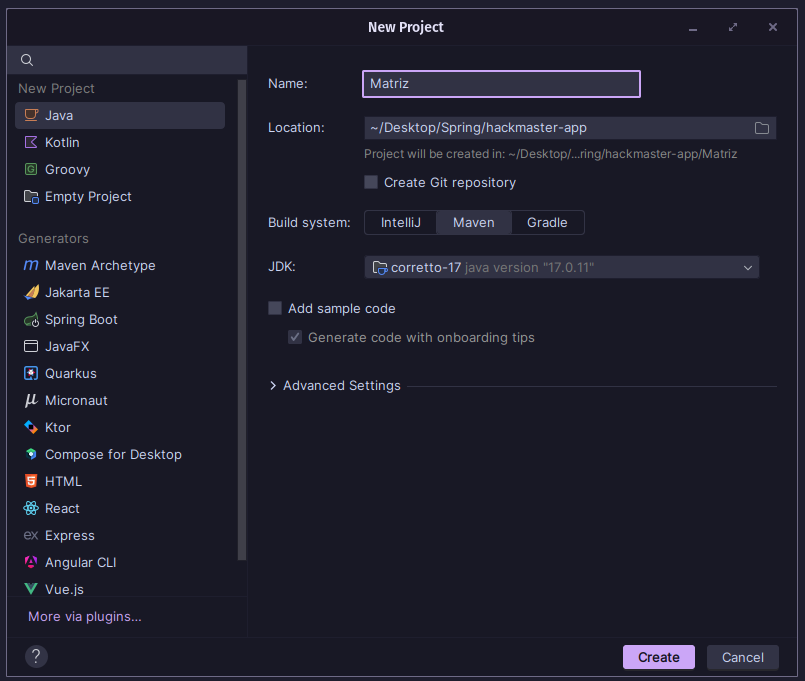 New Project
New Project
Java
Kotlin
Groovy
Empty Project
Generators
Maven Archetype
Jakarta EE
Spring Boot
JavaFX
Quarkus
Micronaut
Ktor
Compose for Desktop
HTML
React
Express
Angular CLI
Vue.js
More via plugins...
Name: Matriz
Location: ~/Desktop/Spring/hackmaster-app
Project will be created in: ~/Desktop/...ring/hackmaster-app/Matriz
Create Git repository
Build system: IntelliJ Maven Gradle
JDK: corretto-17 java version "17.0.11"
Add sample code
Generate code with onboarding tips
Advanced Settings
? Create Cancel